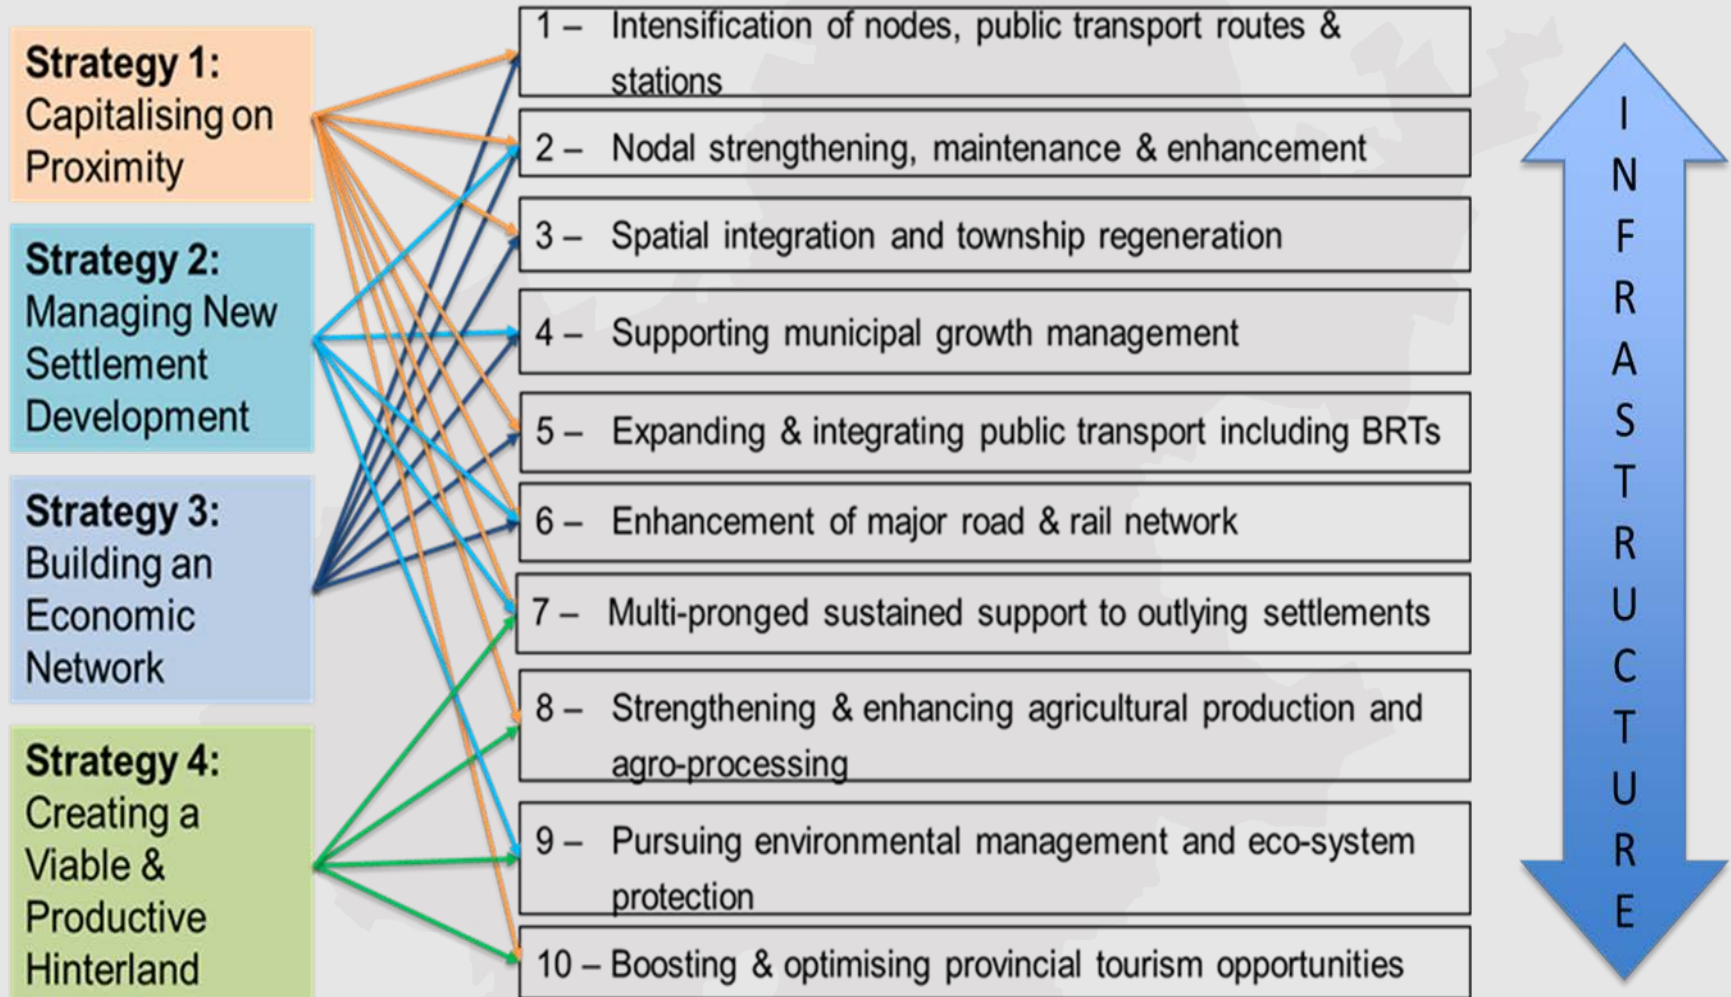 Strategy 1:
Capitalising on
Proximity
Strategy 2:
Managing New
Settlement
Development
Strategy 3:
Building an
Economic
Network
Strategy 4:
Creating a
Viable &
Productive
Hinterland
1 – Intensification of nodes, public transport routes &
stations
2 – Nodal strengthening, maintenance & enhancement
3 – Spatial integration and township regeneration
4 – Supporting municipal growth management
5 – Expanding & integrating public transport including BRTs
6 – Enhancement of major road & rail network
7 – Multi-pronged sustained support to outlying settlements
8 – Strengthening & enhancing agricultural production and
agro-processing
9 – Pursuing environmental management and eco-system
protection
10 – Boosting & optimising provincial tourism opportunities
I
N
F
R
A
S
T
R
U
C
T
U
R
E